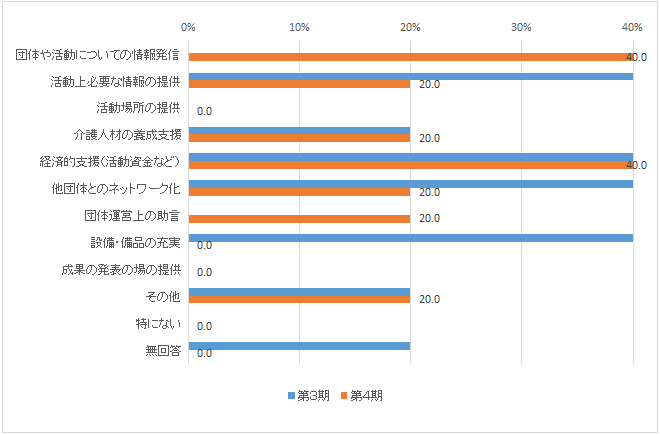 0% 10% 20% 30% 40%
団体や活動についての情報発信 40.0
活動上必要な情報の提供 20.0
活動場所の提供 0.0
介護人材の養成支援 20.0
経済的支援(活動資金など) 40.0
他団体とのネットワーク化 20.0
団体運営上の助言 20.0
設備・備品の充実 0.0
成果の発表の場の提供 0.0
その他 20.0
特にない 0.0
無回答 0.0
第3期 第4期